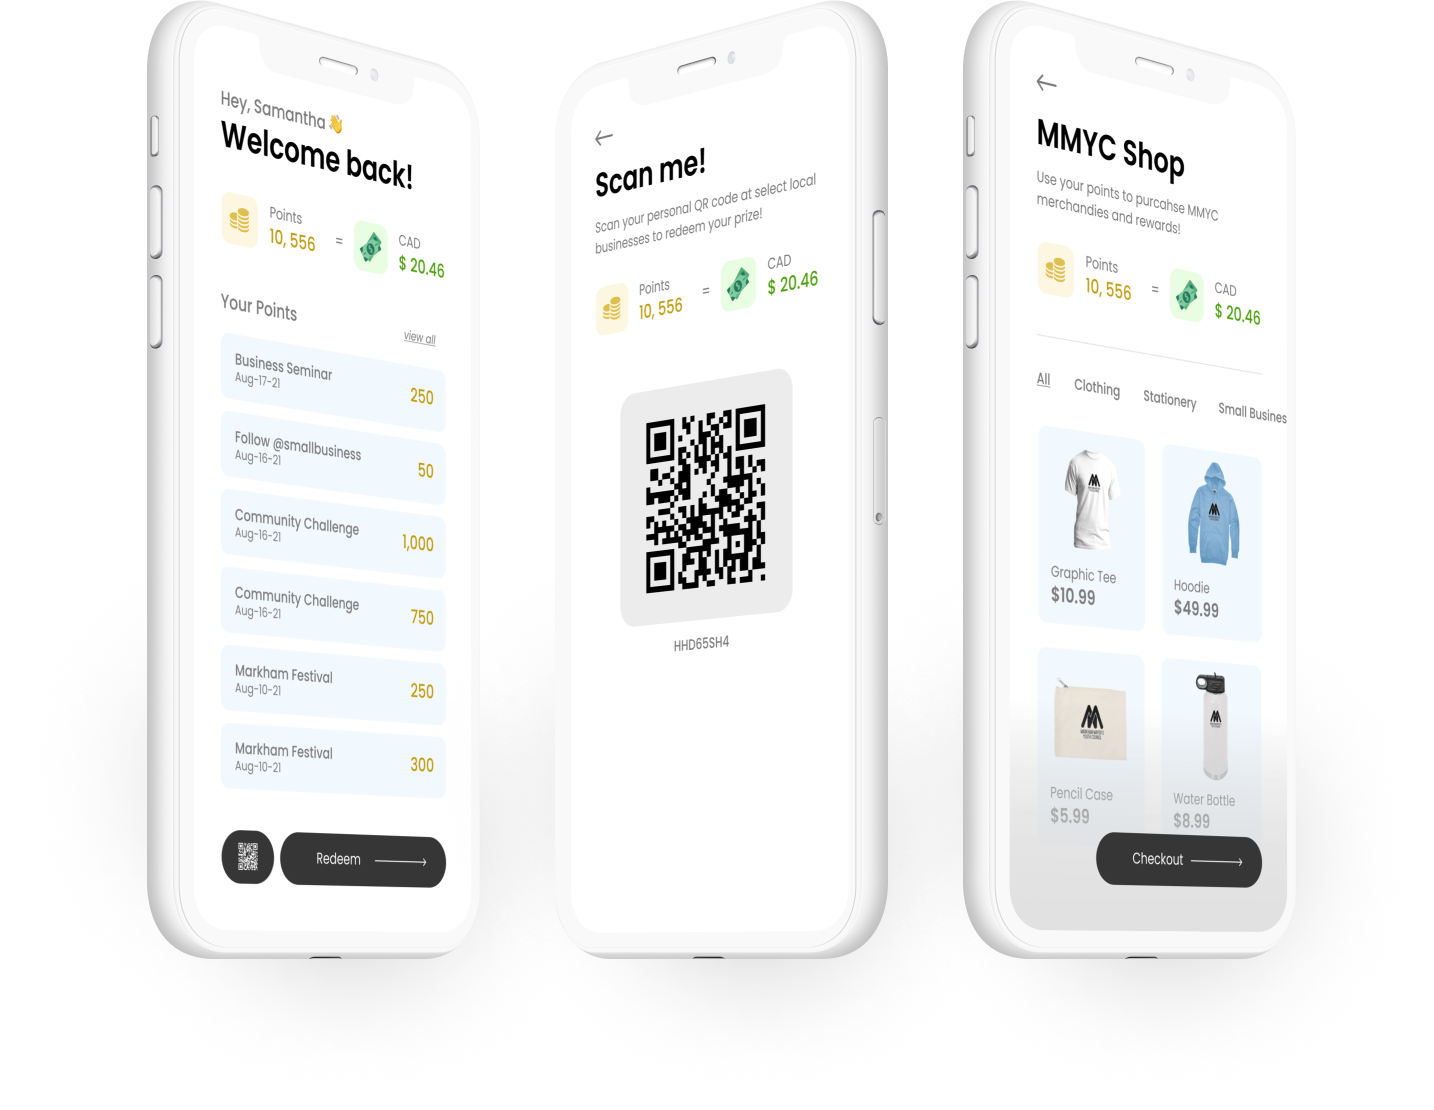 Hey, Samantha 👋
Welcome back!
Points
10, 556
=
CAD
$ 20.46
Your Points
view all
Business Seminar
Aug-17-21
250
Follow @smallbusiness
Aug-16-21
50
Community Challenge
Aug-16-21
1,000
Community Challenge
Aug-16-21
750
Markham Festival
Aug-10-21
250
Markham Festival
Aug-10-21
300
Redeem
Scan me!
Scan your personal QR code at select local
businesses to redeem your prize!
Points
10, 556
=
CAD
$ 20.46
HHD65SH4
MMYC Shop
Use your points to purcahse MMYC
merchandies and rewards!
Points
10, 556
=
CAD
$ 20.46
All
Clothing
Stationery
Small Busines
Graphic Tee
$10.99
Hoodie
$49.99
Pencil Case
$5.99
Water Bottle
$8.99
Checkout